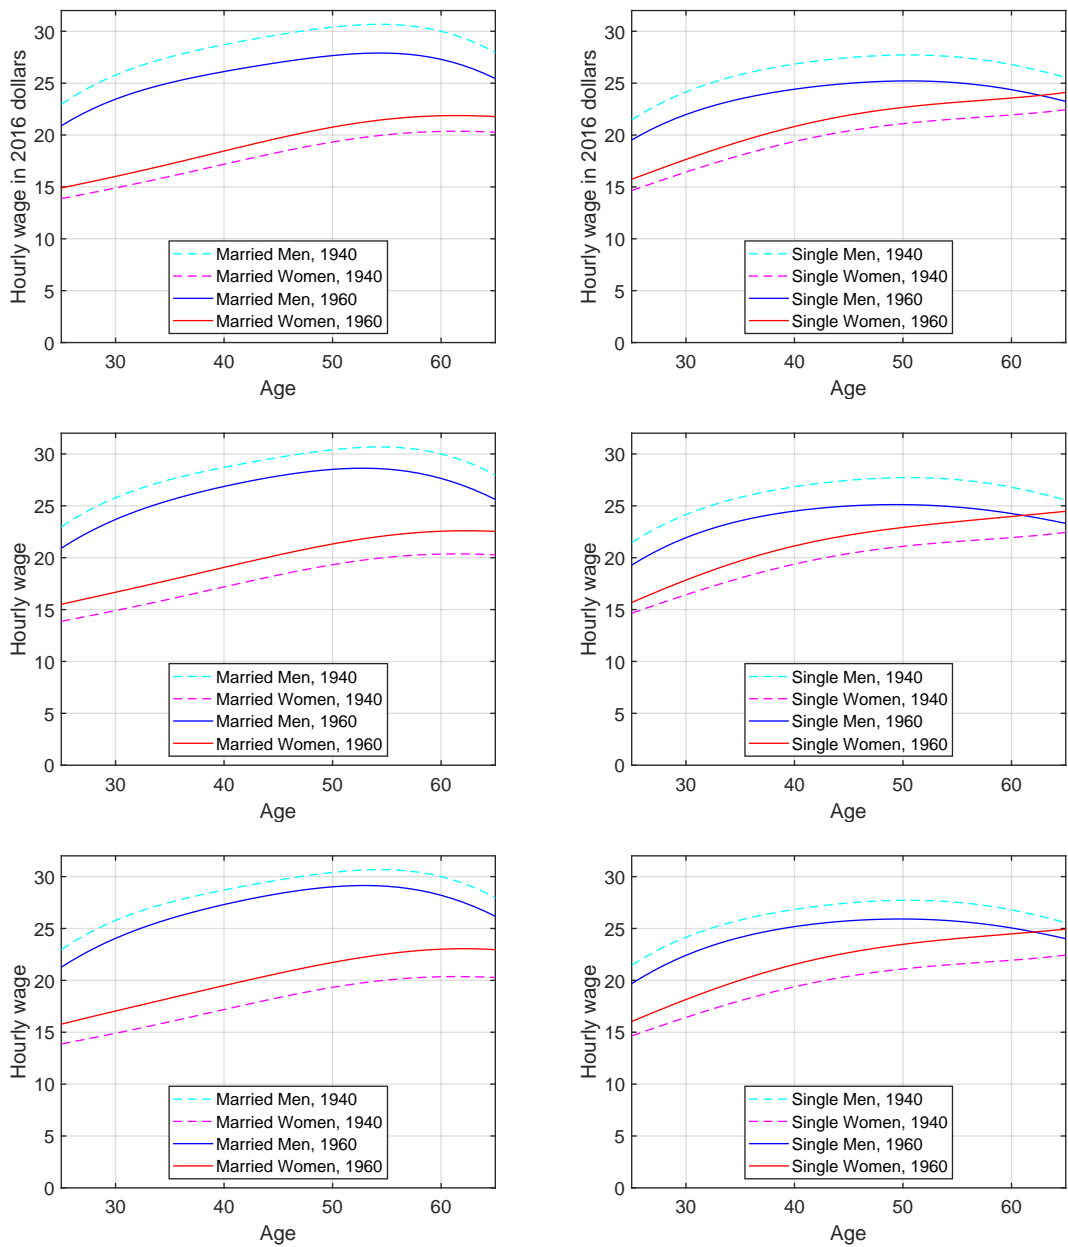 Hourly wage in 2016 dollars
30
25
20
15
10
5
0
30 40 50 60
Age
Married Men, 1940
Married Women, 1940
Married Men, 1960
Married Women, 1960
Hourly wage in 2016 dollars
30
25
20
15
10
5
0
30 40 50 60
Age
Single Men, 1940
Single Women, 1940
Single Men, 1960
Single Women, 1960
Hourly wage
30
25
20
15
10
5
0
30 40 50 60
Age
Married Men, 1940
Married Women, 1940
Married Men, 1960
Married Women, 1960
Hourly wage
30
25
20
15
10
5
0
30 40 50 60
Age
Single Men, 1940
Single Women, 1940
Single Men, 1960
Single Women, 1960
Hourly wage
30
25
20
15
10
5
0
30 40 50 60
Age
Married Men, 1940
Married Women, 1940
Married Men, 1960
Married Women, 1960
Hourly wage
30
25
20
15
10
5
0
30 40 50 60
Age
Single Men, 1940
Single Women, 1940
Single Men, 1960
Single Women, 1960